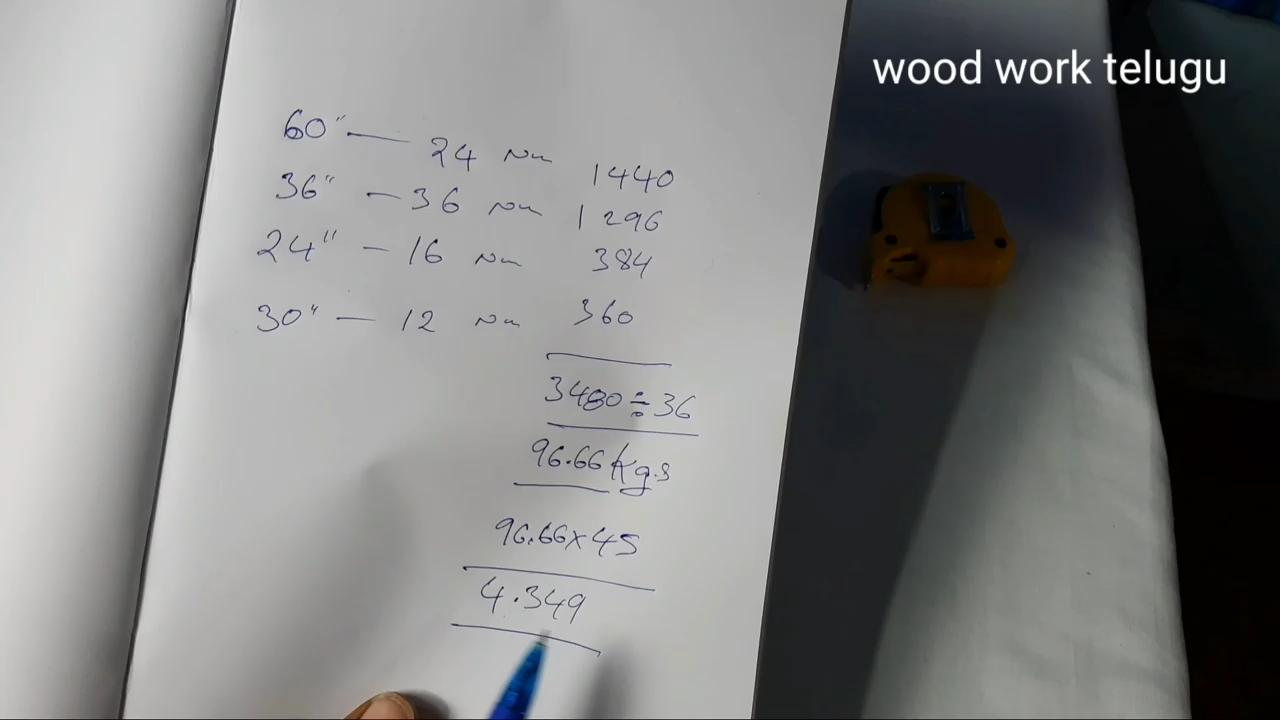 wood work telugu
60" — 24 Nu 1440
36" - 36 Nu 1296
24" - 16 Nu 384
30" — 12 Nu 360
3480÷36
96.66 kg.s
96.66x45
4.349